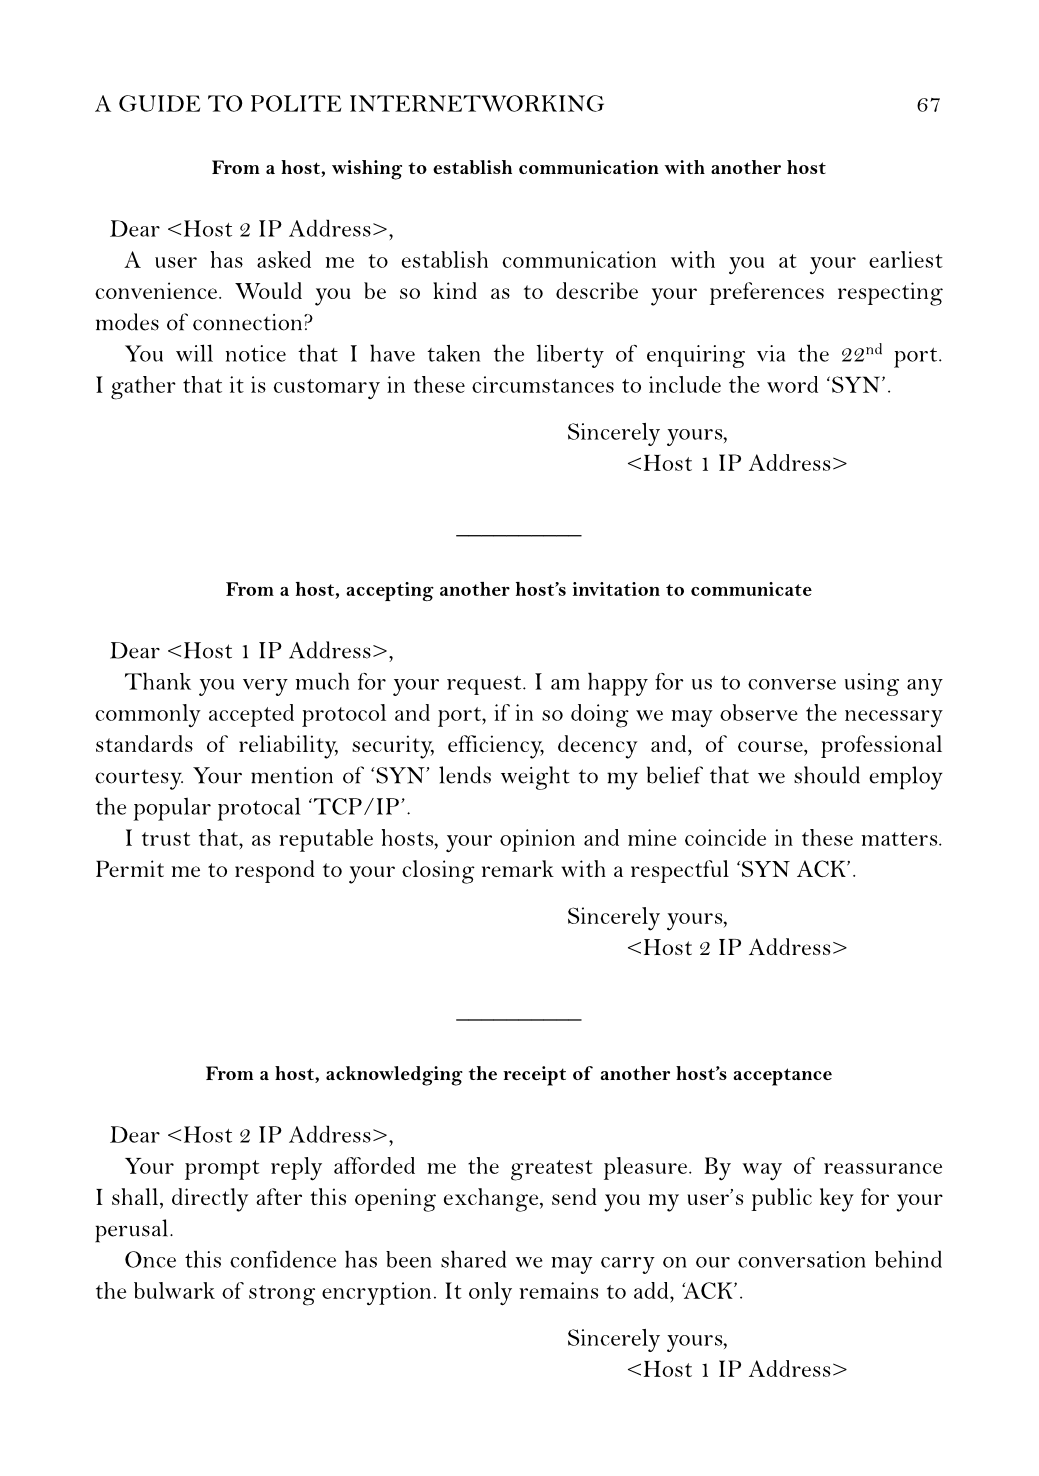 A GUIDE TO POLITE INTERNETWORKING 67
From a host, wishing to establish communication with another host
Dear <Host 2 IP Address>,
A user has asked me to establish communication with you at your earliest
convenience. Would you be so kind as to describe your preferences respecting
modes of connection?
You will notice that I have taken the liberty of enquiring via the 22nd port.
I gather that it is customary in these circumstances to include the word ‘SYN’.
Sincerely yours,
<Host 1 IP Address>
From a host, accepting another host’s invitation to communicate
Dear <Host 1 IP Address>,
Thank you very much for your request. I am happy for us to converse using any
commonly accepted protocol and port, if in so doing we may observe the necessary
standards of reliability, security, efficiency, decency and, of course, professional
courtesy. Your mention of ‘SYN’ lends weight to my belief that we should employ
the popular protocal ‘TCP/IP’.
I trust that, as reputable hosts, your opinion and mine coincide in these matters.
Permit me to respond to your closing remark with a respectful ‘SYN ACK’.
Sincerely yours,
<Host 2 IP Address>
From a host, acknowledging the receipt of another host’s acceptance
Dear <Host 2 IP Address>,
Your prompt reply afforded me the greatest pleasure. By way of reassurance
I shall, directly after this opening exchange, send you my user’s public key for your
perusal.
Once this confidence has been shared we may carry on our conversation behind
the bulwark of strong encryption. It only remains to add, ‘ACK’.
Sincerely yours,
<Host 1 IP Address>